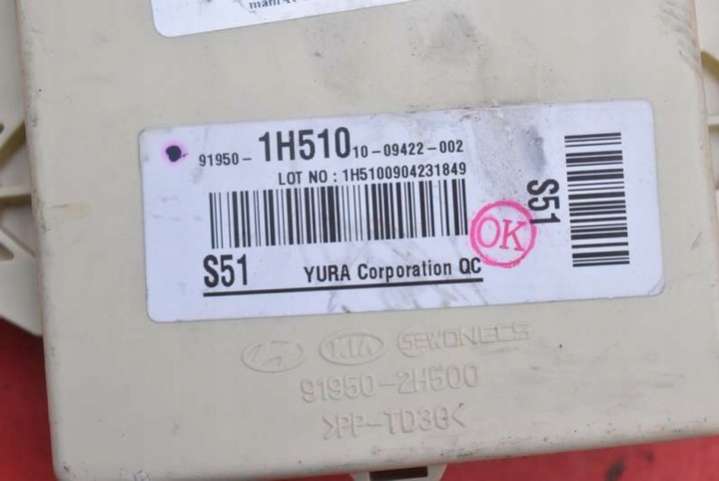 91950- 1H510 10-09422-002
LOT NO : 1H5100904231849
S51
OK
S51 YURA Corporation QC
KIA SEWONECS
91950-2H500
>PP-TD30<